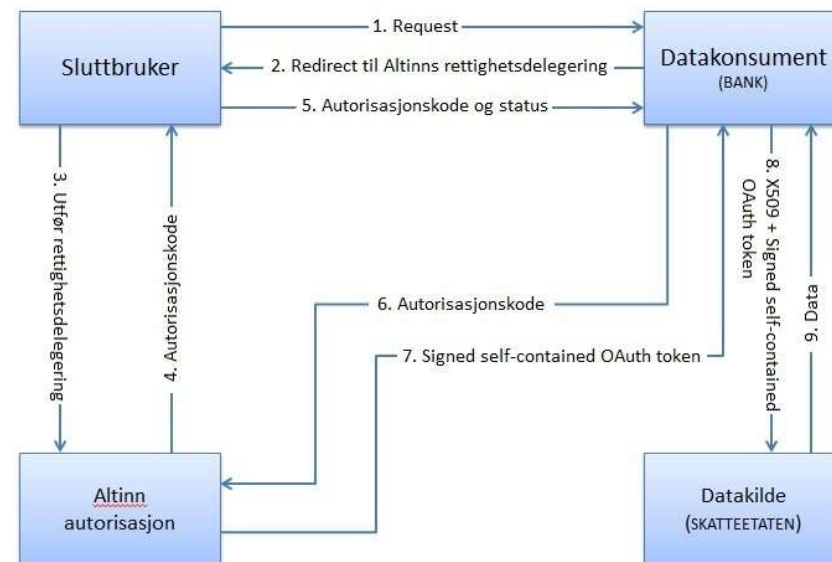 1. Request
Sluttbruker
2. Redirect til Altinns rettighetsdelegering
Datakonsument
(BANK)
5. Autorisasjonskode og status
3. Utfør rettighetsdelegering
4. Autorisasjonskode
8. X509 + Signed self-contained
OAuth token
9. Data
6. Autorisasjonskode
7. Signed self-contained OAuth token
Altinn
autorisasjon
Datakilde
(SKATTEETATEN)